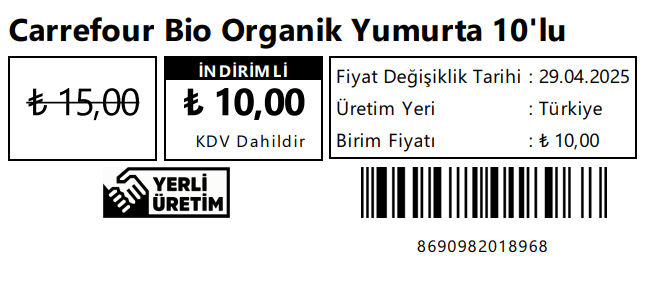 Carrefour Bio Organik Yumurta 10'lu
₺ 15,00
İNDİRİMLİ
₺ 10,00
KDV Dahildir
Fiyat Değişiklik Tarihi : 29.04.2025
Üretim Yeri : Türkiye
Birim Fiyatı : ₺ 10,00
YERLİ
ÜRETİM
8690982018968